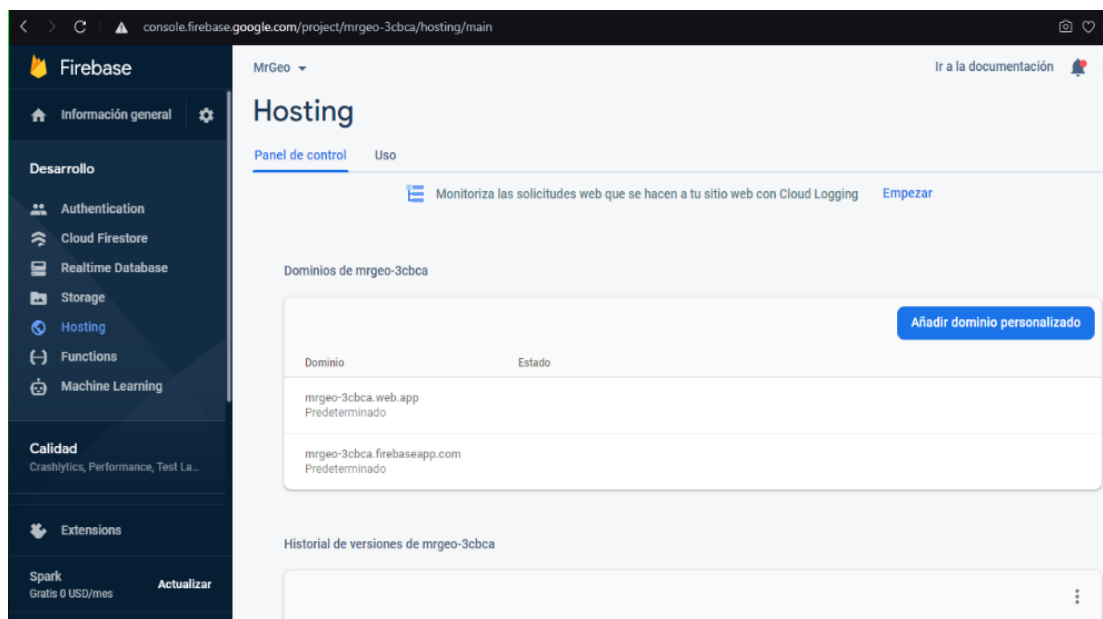 console.firebase.google.com/project/mrgeo-3cbca/hosting/main
Firebase
Información general
Desarrollo
Authentication
Cloud Firestore
Realtime Database
Storage
Hosting
Functions
Machine Learning
Calidad
Crashlytics, Performance, Test La...
Extensions
Spark
Gratis 0 USD/mes
Actualizar
MrGeo
Ir a la documentación
Hosting
Panel de control
Uso
Monitoriza las solicitudes web que se hacen a tu sitio web con Cloud Logging
Empezar
Dominios de mrgeo-3cbca
Añadir dominio personalizado
Dominio
Estado
mrgeo-3cbca.web.app
Predeterminado
mrgeo-3cbca.firebaseapp.com
Predeterminado
Historial de versiones de mrgeo-3cbca